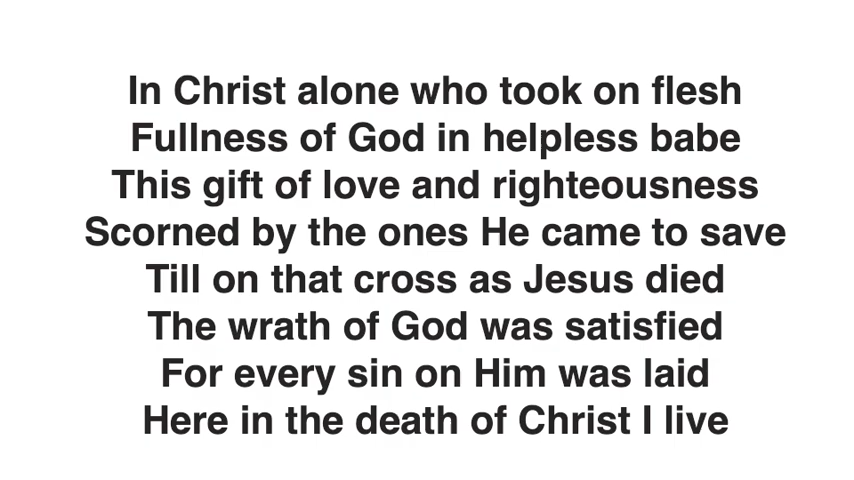 In Christ alone who took on flesh
Fullness of God in helpless babe
This gift of love and righteousness
Scorned by the ones He came to save
Till on that cross as Jesus died
The wrath of God was satisfied
For every sin on Him was laid
Here in the death of Christ I live